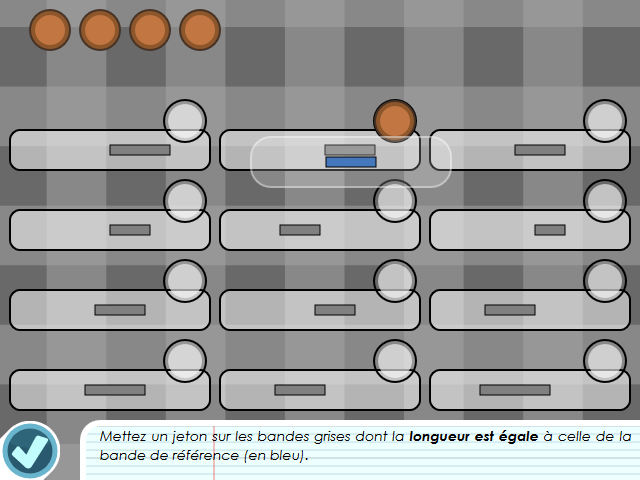 Mettez un jeton sur les bandes grises dont la longueur est égale à celle de la
bande de référence (en bleu).